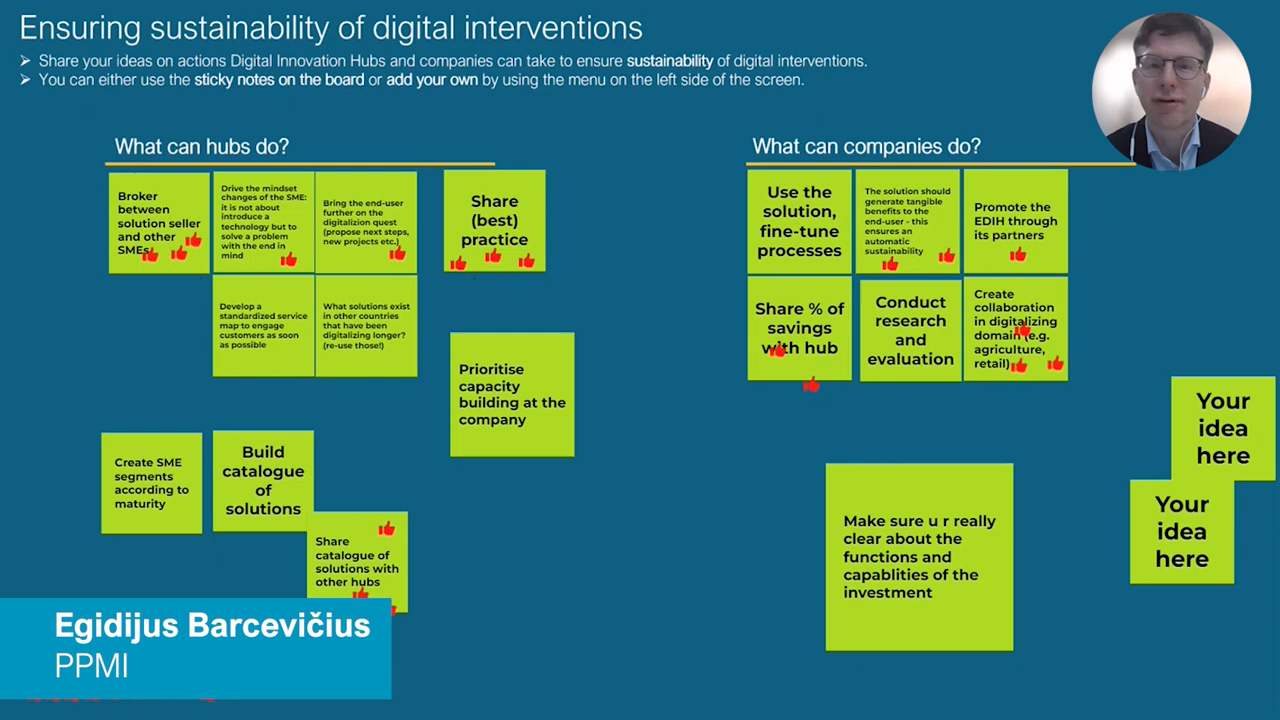 Ensuring sustainability of digital interventions
Share your ideas on actions Digital Innovation Hubs and companies can take to ensure sustainability of digital interventions.
You can either use the sticky notes on the board or add your own by using the menu on the left side of the screen.
What can hubs do?
Broker
between
solution seller
and other
SMEs
Drive the mindset
changes of the SME:
it is not about
introduce a
technology but to
solve a problem
with the end in
mind
Bring the end-user
further on the
digitalizion quest
(propose next steps,
new projects etc.)
Share
(best)
practice
Develop a
standardized service
map to engage
customers as soon
as possible
What solutions exist
in other countries
that have been
digitalizing longer?
(re-use those!)
Prioritise
capacity
building at the
company
Create SME
segments
according to
maturity
Build
catalogue
of
solutions
Share
catalogue of
solutions with
other hubs
What can companies do?
Use the
solution,
fine-tune
processes
The solution should
generate tangible
benefits to the
end-user - this
ensures an
automatic
sustainability
Promote the
EDIH through
its partners
Share % of
savings
with hub
Conduct
research
and
evaluation
Create
collaboration
in digitalizing
domain (e.g.
agriculture,
retail)
Make sure u r really
clear about the
functions and
capablities of the
investment
Your
idea
here
Your
idea
here
Egidijus Barcevičius
PPMI